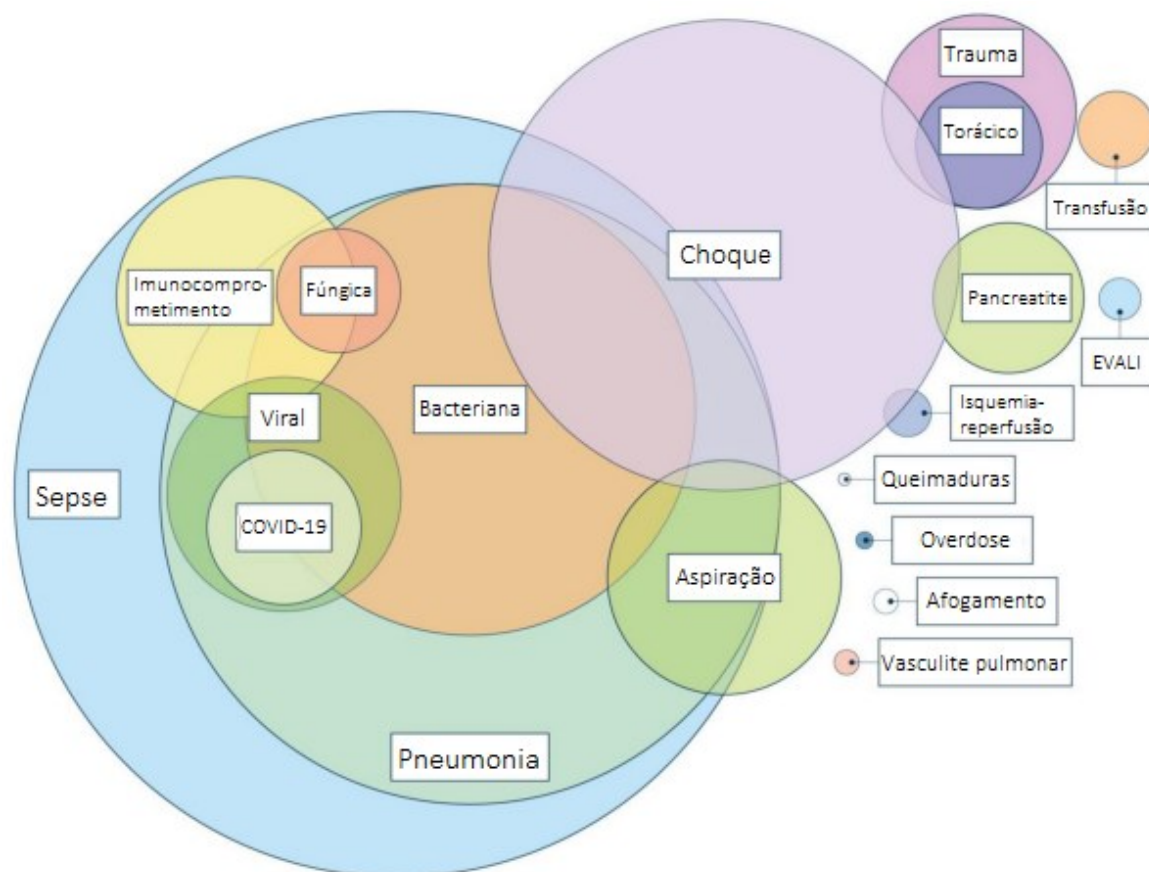 Trauma
Torácico
Transfusão
Choque
Imunocompro-
metimento
Fúngica
Pancreatite
EVALI
Viral
Bacteriana
Isquemia-
reperfusão
Sepse
Queimaduras
COVID-19
Overdose
Aspiração
Afogamento
Vasculite pulmonar
Pneumonia